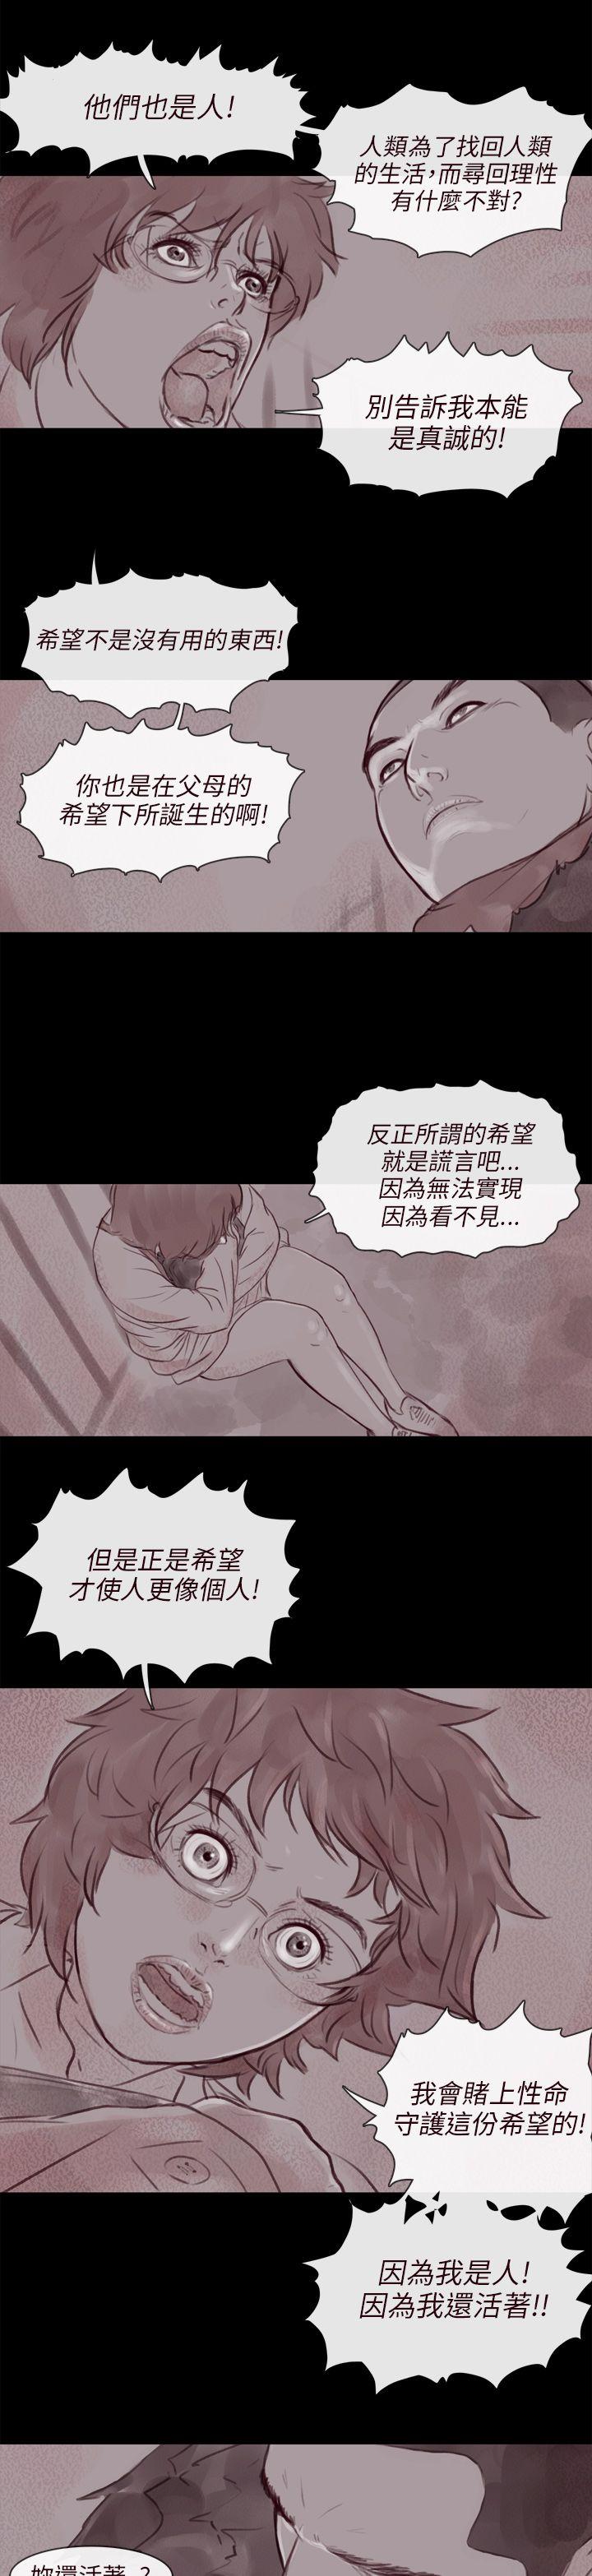 他們也是人!
人類為了找回人類
的生活，而尋回理性
有什麼不對?
別告訴我本能
是真誠的!
希望不是沒有用的東西!
你也是在父母的
希望下所誕生的啊!
反正所謂的希望
就是謊言吧...
因為無法實現
因為看不見...
但是正是希望
才使人更像個人!
我會賭上性命
守護這份希望的!
因為我是人!
因為我還活著!!
妳還活著..?